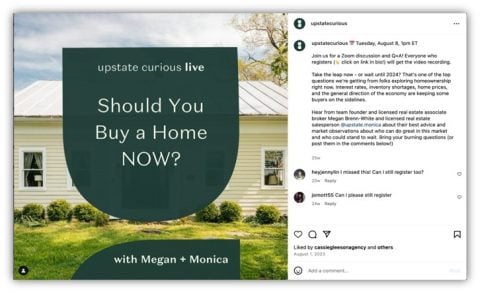 upstate curious live
Should You
Buy a Home
NOW?
with Megan + Monica
upstatecurious
upstatecurious 📅 Tuesday, August 8, 1pm ET
Join us for a Zoom discussion and Q+A! Everyone who
registers (👆 click on link in bio!) will get the video recording.
Take the leap now - or wait until 2024? That's one of the top
questions we're getting from folks exploring homeownership
right now. Interest rates, inventory shortages, home prices, and
the general direction of the economy are keeping some
buyers on the sidelines.
Hear from team founder and licensed real estate associate
broker Megan Brenn-White and licensed real estate
salesperson @upstate.monica about their best advice and
market observations about who can do great in this market
and who could stand to wait. Bring your burning questions (or
post them in the comments below!)
25w
heyjennylin I missed this! Can I still register too?
23w Reply
jsmott55 Can I please still register
24w Reply
Liked by cassiegleesonagency and others
August 1, 2023
Add a comment...
Post